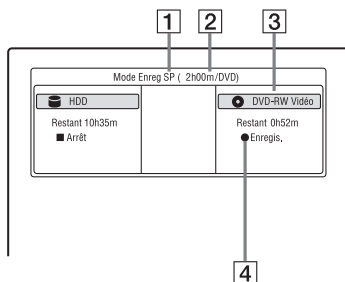 1 2 3
Mode Enreg SP ( 2h00m/DVD)
HDD
DVD-RW Vidéo
Restant 10h35m
Restant 0h52m
■ Arrêt
● Enregis.
4